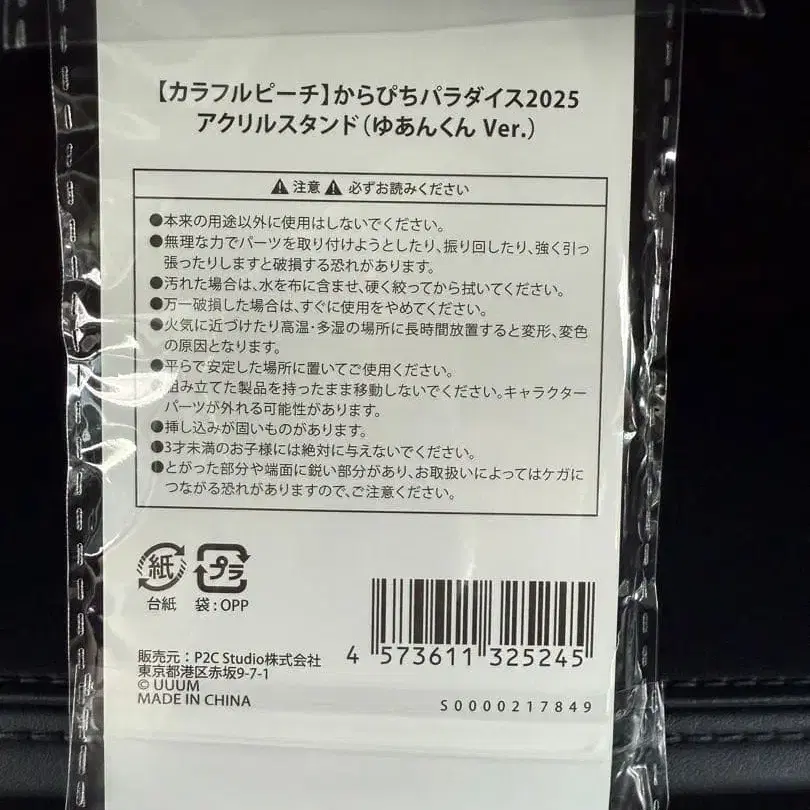 【カラフルピーチ】からぴちパラダイス2025
アクリルスタンド（ゆあんくん Ver.）
⚠ 注意 ⚠ 必ずお読みください
●本来の用途以外に使用はしないでください。
●無理な力でパーツを取り付けようとしたり、振り回したり、強く引っ
張ったりしますと破損する恐れがあります。
●汚れた場合は、水を布に含ませ、硬く絞ってから拭いてください。
●万一破損した場合は、すぐに使用をやめてください。
●火気に近づけたり高温・多湿の場所に長時間放置すると変形、変色
の原因となります。
●平らで安定した場所に置いてご使用ください。
●組み立てた製品を持ったまま移動しないでください。キャラクター
パーツが外れる可能性があります。
●挿し込みが固いものがあります。
●3才未満のお子様には絶対に与えないでください。
●とがった部分や端面に鋭い部分があり、お取扱いによってはケガに
つながる恐れがありますので、ご注意ください。
紙 プラ
台紙 袋：OPP
販売元：P2C Studio株式会社
東京都港区赤坂9-7-1
© UUUM
MADE IN CHINA
4 573611 325245
S0000217849